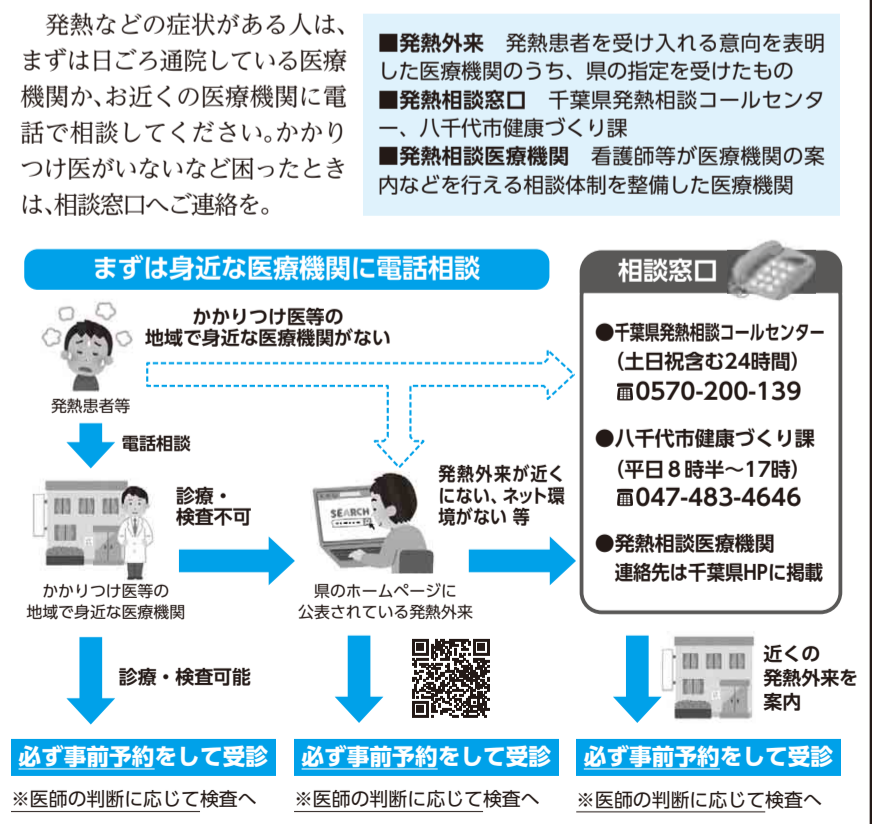 発熱などの症状がある人は、
まずは日ごろ通院している医療
機関か、お近くの医療機関に電
話で相談してください。かかり
つけ医がいないなど困ったとき
は、相談窓口へご連絡を。
■発熱外来　発熱患者を受け入れる意向を表明
した医療機関のうち、県の指定を受けたもの
■発熱相談窓口　千葉県発熱相談コールセンタ
ー、八千代市健康づくり課
■発熱相談医療機関　看護師等が医療機関の案
内などを行える相談体制を整備した医療機関
まずは身近な医療機関に電話相談
かかりつけ医等の
地域で身近な医療機関がない
発熱患者等
電話相談
診療・
検査不可
かかりつけ医等の
地域で身近な医療機関
診療・検査可能
SEARCH
県のホームページに
公表されている発熱外来
発熱外来が近く
にない、ネット環
境がない 等
相談窓口
●千葉県発熱相談コールセンター
(土日祝含む24時間)
☎0570-200-139
●八千代市健康づくり課
(平日8時半～17時)
☎047-483-4646
●発熱相談医療機関
連絡先は千葉県HPに掲載
近くの
発熱外来を
案内
必ず事前予約をして受診
※医師の判断に応じて検査へ
必ず事前予約をして受診
※医師の判断に応じて検査へ
必ず事前予約をして受診
※医師の判断に応じて検査へ